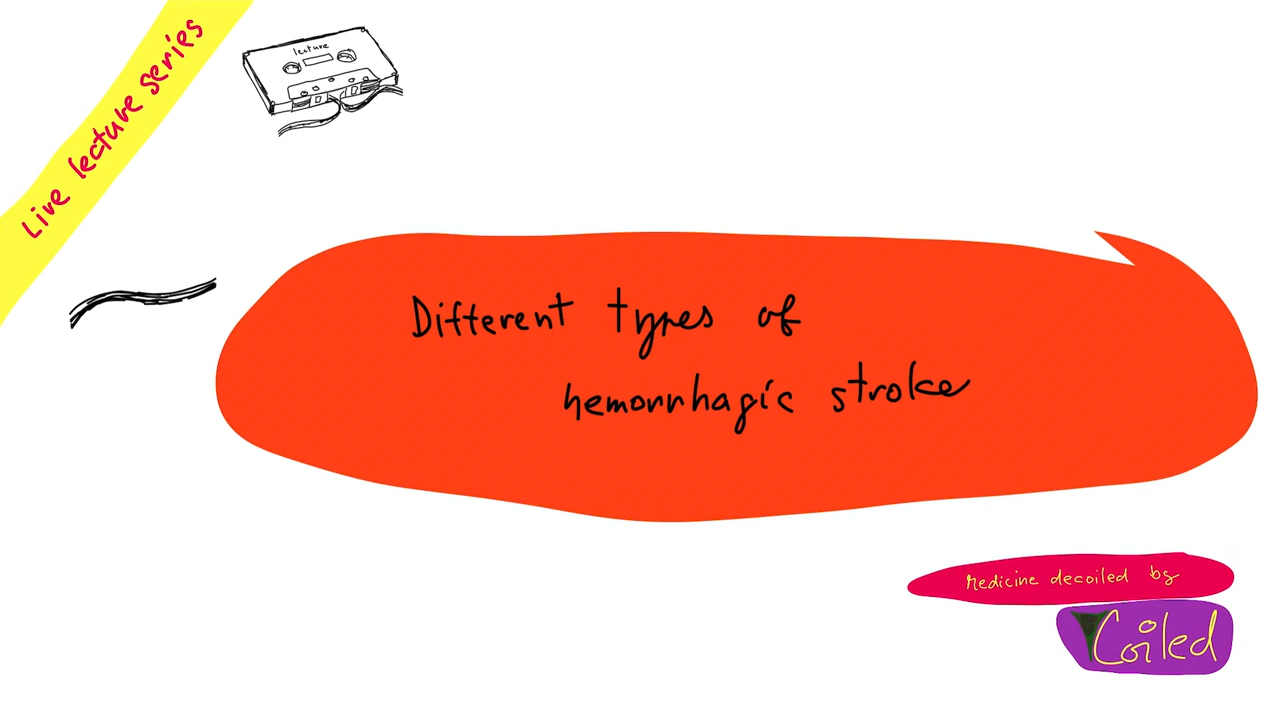 Live lecture series
lecture
Different types of
hemorrhagic stroke
Medicine decoiled by
Coiled